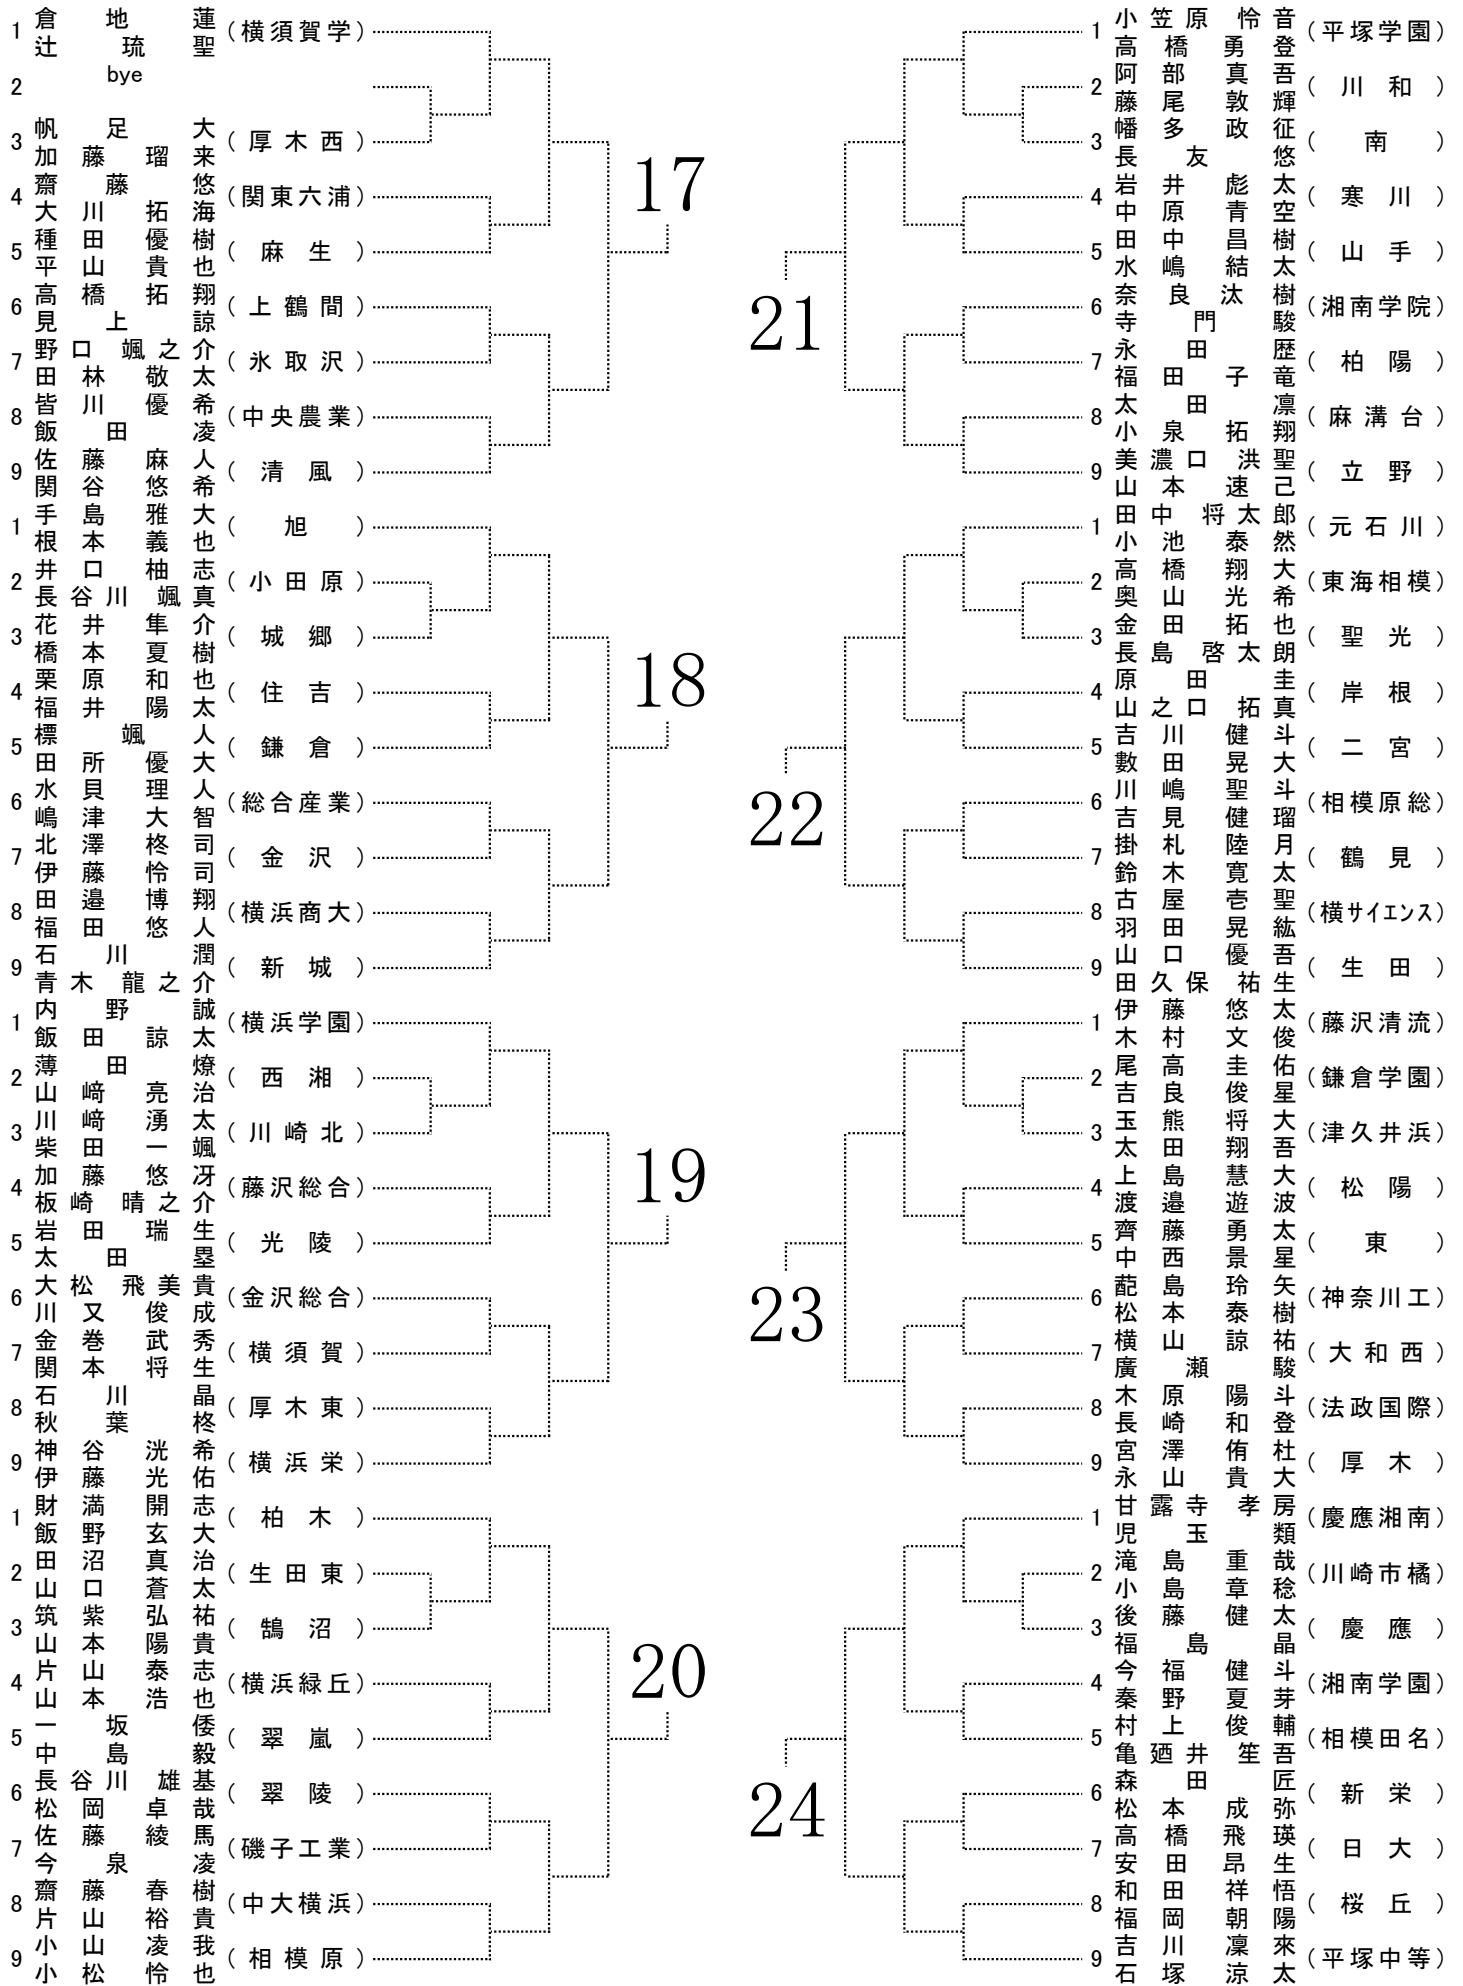 17
1 倉地蓮 (横須賀学)
辻琉聖
2 bye
3 帆足大 (厚木西)
加藤瑠来
4 齋藤悠 (関東六浦)
大川拓海
5 種田優樹 (麻生)
平山貴也
6 高橋拓翔 (上鶴間)
見上諒
7 野口颯之介 (氷取沢)
田林敬太
8 皆川優希 (中央農業)
飯田凌
9 佐藤麻人 (清風)
関谷悠希
18
1 手島雅大 (旭)
根本義也
2 井口柚志 (小田原)
長谷川颯真
3 花井隼介 (城郷)
橋本夏樹
4 栗原和也 (住吉)
福井陽太
5 標颯人 (鎌倉)
田所優大
6 水貝理人 (総合産業)
嶋津大智
7 北澤柊司 (金沢)
伊藤怜司
8 田邉博翔 (横浜商大)
福田悠人
9 石川潤 (新城)
青木龍之介
19
1 内野誠 (横浜学園)
飯田諒太
2 薄田燎 (西湘)
山﨑亮治
3 川﨑湧太 (川崎北)
柴田一颯
4 加藤悠冴 (藤沢総合)
板崎晴之介
5 岩田瑞生 (光陵)
太田塁
6 大松飛美貴 (金沢総合)
川又俊成
7 金巻武秀 (横須賀)
関本将生
8 石川晶 (厚木東)
秋葉柊
9 神谷洸希 (横浜栄)
伊藤光佑
20
1 財満開志 (柏木)
飯野玄大
2 田沼真治 (生田東)
山口蒼太
3 筑紫弘祐 (鵠沼)
山本陽貴
4 片山泰志 (横浜緑丘)
山本浩也
5 一坂倭 (翠嵐)
中島毅
6 長谷川雄基 (翠陵)
松岡卓哉
7 佐藤綾馬 (磯子工業)
今泉凌
8 齋藤春樹 (中大横浜)
片山裕貴
9 小山凌我 (相模原)
小松怜也
21
1 小笠原怜音 (平塚学園)
高橋勇登
2 阿部真吾 (川和)
藤尾敦輝
3 幡多政征 (南)
長友悠
4 岩井彪太 (寒川)
中原青空
5 田中昌樹 (山手)
水嶋結太
6 奈良汰樹 (湘南学院)
寺門駿
7 永田歴 (柏陽)
福田子竜
8 太田凛 (麻溝台)
小泉拓翔
9 美濃口洪聖 (立野)
山本速己
22
1 田中将太郎 (元石川)
小池泰然
2 高橋翔大 (東海相模)
奥山光希
3 金田拓也 (聖光)
長島啓太朗
4 原田圭 (岸根)
山之口拓真
5 吉川健斗 (二宮)
數田晃大
6 川嶋聖斗 (相模原総)
吉見健瑠
7 掛札陸月 (鶴見)
鈴木寛太
8 古屋壱聖 (横サイエンス)
羽田晃紘
9 山口優吾 (生田)
田久保祐生
23
1 伊藤悠太 (藤沢清流)
木村文俊
2 尾高圭佑 (鎌倉学園)
吉良俊星
3 玉熊将大 (津久井浜)
太田翔吾
4 上島慧大 (松陽)
渡邉遊波
5 齊藤勇太 (東)
中西景星
6 蓜島玲矢 (神奈川工)
松本泰樹
7 横山諒祐 (大和西)
廣瀬駿
8 木原陽斗 (法政国際)
長崎和登
9 宮澤侑杜 (厚木)
永山貴大
24
1 甘露寺孝房 (慶應湘南)
児玉類
2 滝島重哉 (川崎市橘)
小島章稔
3 後藤健太 (慶應)
福島晶
4 今福健斗 (湘南学園)
秦野夏芽
5 村上俊輔 (相模田名)
亀廼井笙吾
6 森田匠 (新栄)
松本成弥
7 高橋飛瑛 (日大)
安田昂生
8 和田祥悟 (桜丘)
福岡朝陽
9 吉川凜來 (平塚中等)
石塚涼太